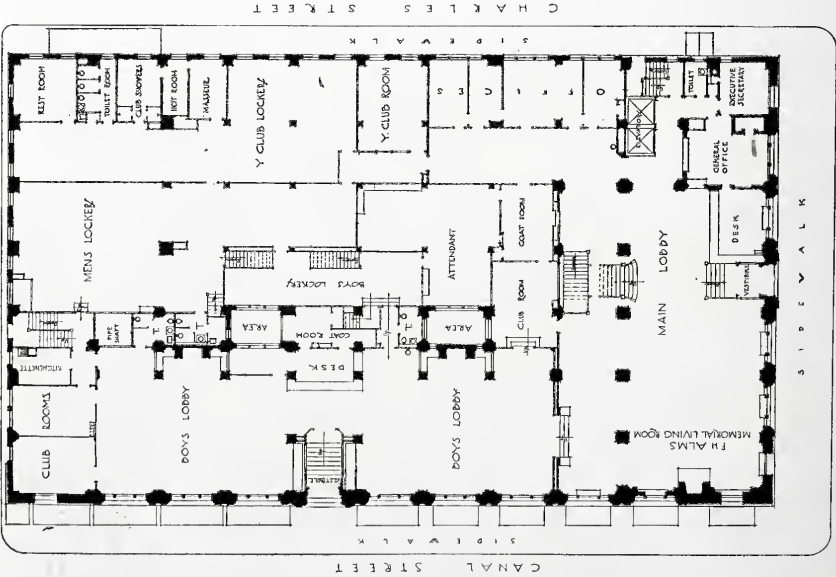 CHARLES STREET
SIDEWALK
REST ROOM
TOILET ROOM
CLUB SHOWERS
HOT ROOM
MASSEUR
Y CLUB LOCKERS
Y. CLUB ROOM
OFFICES
ELEVATORS
TOILET
EXECUTIVE
SECRETARY
GENERAL
OFFICE
MENS LOCKERS
BOYS LOCKERS
ATTENDANT
COAT ROOM
MAIN LOBBY
DESK
VESTIBULE
SIDEWALK
PIPE
SHAFT
AREA
COAT ROOM
AREA
CLUB ROOM
KITCHENETTE
DESK
CLUB ROOMS
BOYS LOBBY
BOYS LOBBY
VESTIBULE
F H ALMS
MEMORIAL LIVING ROOM
SIDEWALK
CANAL STREET